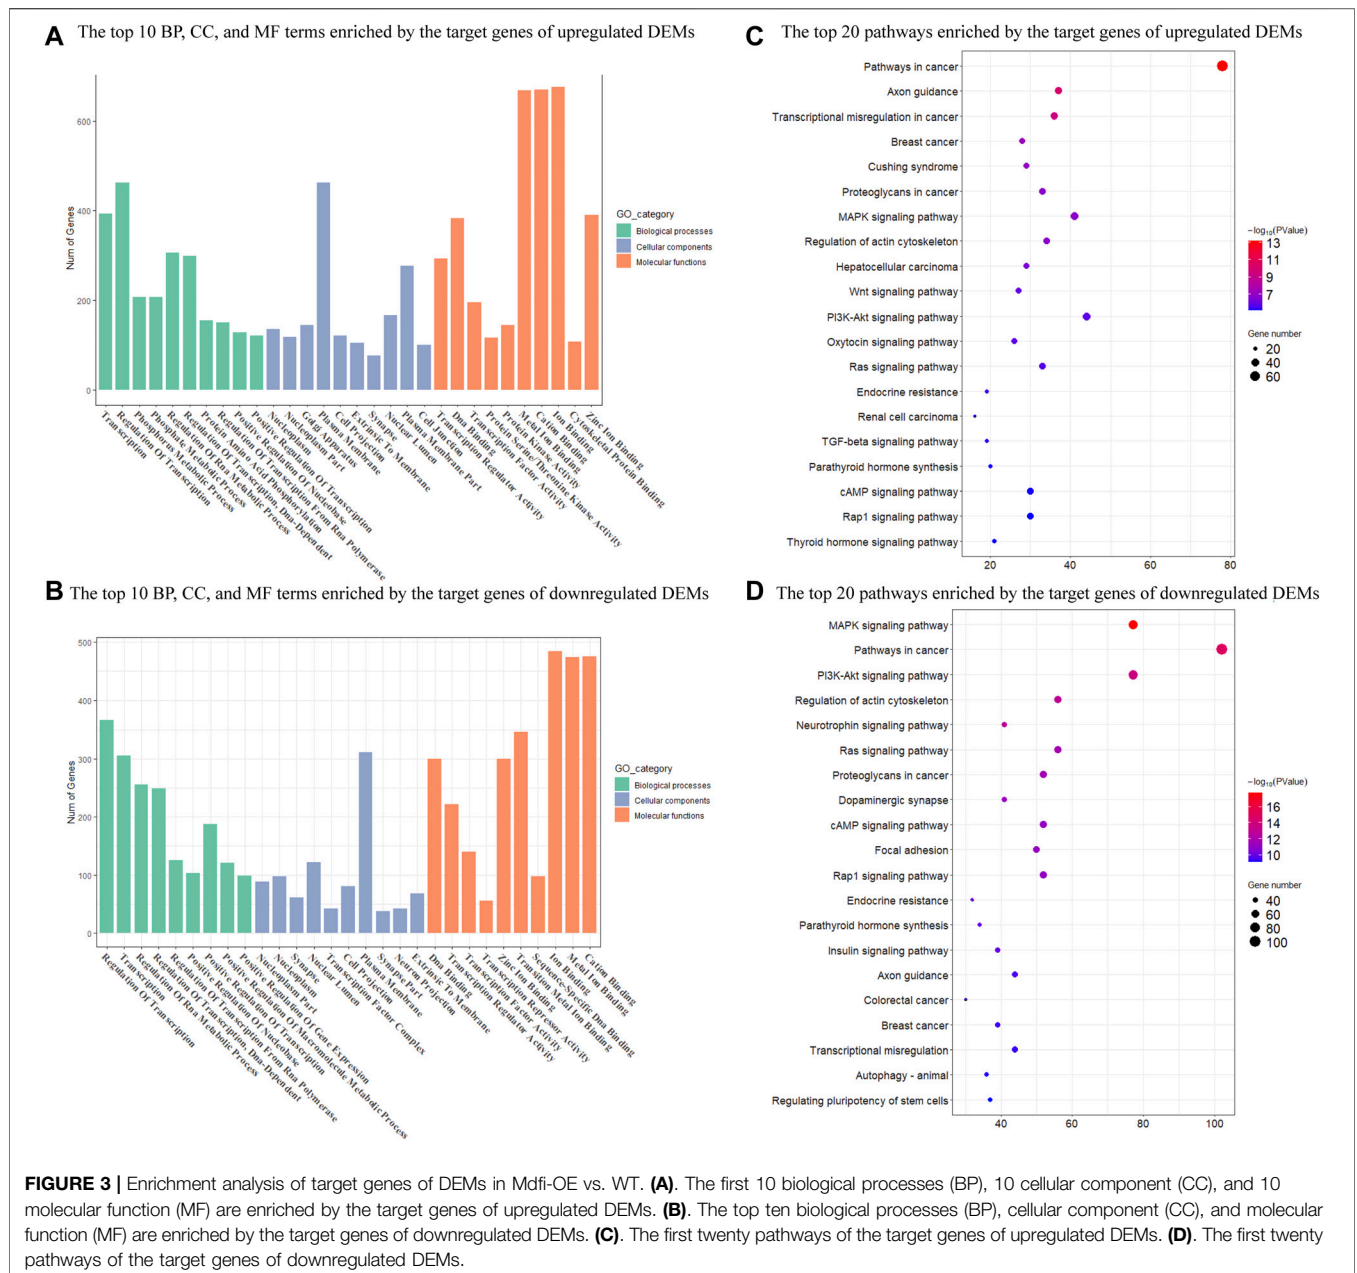 A The top 10 BP, CC, and MF terms enriched by the target genes of upregulated DEMs
Num of Genes
600
400
200
0
Transcription
Regulation Of Transcription
Phosphorus Metabolic Process
Phosphate Metabolic Process
Regulation Of Rna Metabolic Process
Regulation Of Transcription, Dna-Dependent
Protein Amino Acid Phosphorylation
Regulation Of Transcription From Rna Polymerase
Positive Regulation Of Nucleobase
Positive Regulation Of Transcription
Nucleoplasm
Nucleoplasm Part
Golgi Apparatus
Plasma Membrane
Cell Projection
Extrinsic To Membrane
Synapse
Nuclear Lumen
Plasma Membrane Part
Cell Junction
Transcription Regulator Activity
Dna Binding
Transcription Factor Activity
Protein Serine/Threonine Kinase Activity
Protein Kinase Activity
Metal Ion Binding
Cation Binding
Ion Binding
Cytoskeletal Protein Binding
Zinc Ion Binding
GO_category
Biological processes
Cellular components
Molecular functions
C The top 20 pathways enriched by the target genes of upregulated DEMs
Pathways in cancer
Axon guidance
Transcriptional misregulation in cancer
Breast cancer
Cushing syndrome
Proteoglycans in cancer
MAPK signaling pathway
Regulation of actin cytoskeleton
Hepatocellular carcinoma
Wnt signaling pathway
PI3K-Akt signaling pathway
Oxytocin signaling pathway
Ras signaling pathway
Endocrine resistance
Renal cell carcinoma
TGF-beta signaling pathway
Parathyroid hormone synthesis
cAMP signaling pathway
Rap1 signaling pathway
Thyroid hormone signaling pathway
20 40 60 80
−log10(PValue)
13
11
9
7
Gene number
20
40
60
B The top 10 BP, CC, and MF terms enriched by the target genes of downregulated DEMs
Num of Genes
500
400
300
200
100
0
Regulation Of Transcription
Transcription
Regulation Of Rna Metabolic Process
Regulation Of Transcription, Dna-Dependent
Regulation Of Transcription From Rna Polymerase
Positive Regulation Of Nucleobase
Positive Regulation Of Transcription
Positive Regulation Of Macromolecule Metabolic Process
Positive Regulation Of Gene Expression
Nucleoplasm Part
Nucleoplasm
Synapse
Nuclear Lumen
Transcription Factor Complex
Cell Projection
Plasma Membrane
Synapse Part
Neuron Projection
Extrinsic To Membrane
Dna Binding
Transcription Regulator Activity
Transcription Factor Activity
Transcription Repressor Activity
Zinc Ion Binding
Transition Metal Ion Binding
Sequence-Specific Dna Binding
Ion Binding
Metal Ion Binding
Cation Binding
GO_category
Biological processes
Cellular components
Molecular functions
D The top 20 pathways enriched by the target genes of downregulated DEMs
MAPK signaling pathway
Pathways in cancer
PI3K-Akt signaling pathway
Regulation of actin cytoskeleton
Neurotrophin signaling pathway
Ras signaling pathway
Proteoglycans in cancer
Dopaminergic synapse
cAMP signaling pathway
Focal adhesion
Rap1 signaling pathway
Endocrine resistance
Parathyroid hormone synthesis
Insulin signaling pathway
Axon guidance
Colorectal cancer
Breast cancer
Transcriptional misregulation
Autophagy - animal
Regulating pluripotency of stem cells
40 60 80 100
−log10(PValue)
16
14
12
10
Gene number
40
60
80
100
FIGURE 3 | Enrichment analysis of target genes of DEMs in Mdfi-OE vs. WT. (A). The first 10 biological processes (BP), 10 cellular component (CC), and 10
molecular function (MF) are enriched by the target genes of upregulated DEMs. (B). The top ten biological processes (BP), cellular component (CC), and molecular
function (MF) are enriched by the target genes of downregulated DEMs. (C). The first twenty pathways of the target genes of upregulated DEMs. (D). The first twenty
pathways of the target genes of downregulated DEMs.